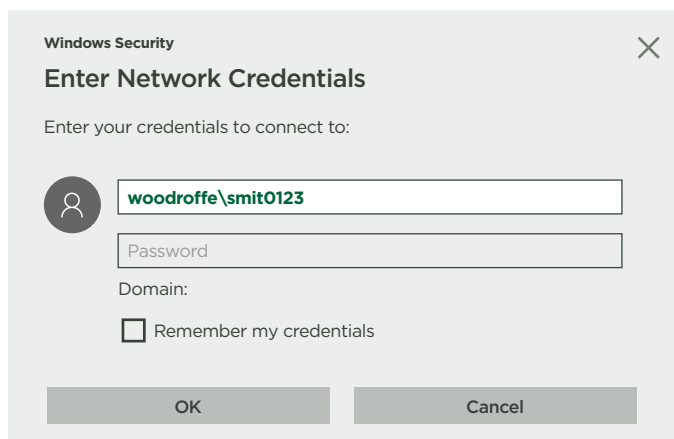 Windows Security
Enter Network Credentials
Enter your credentials to connect to:
woodroffe\smit0123
Password
Domain:
Remember my credentials
OK
Cancel